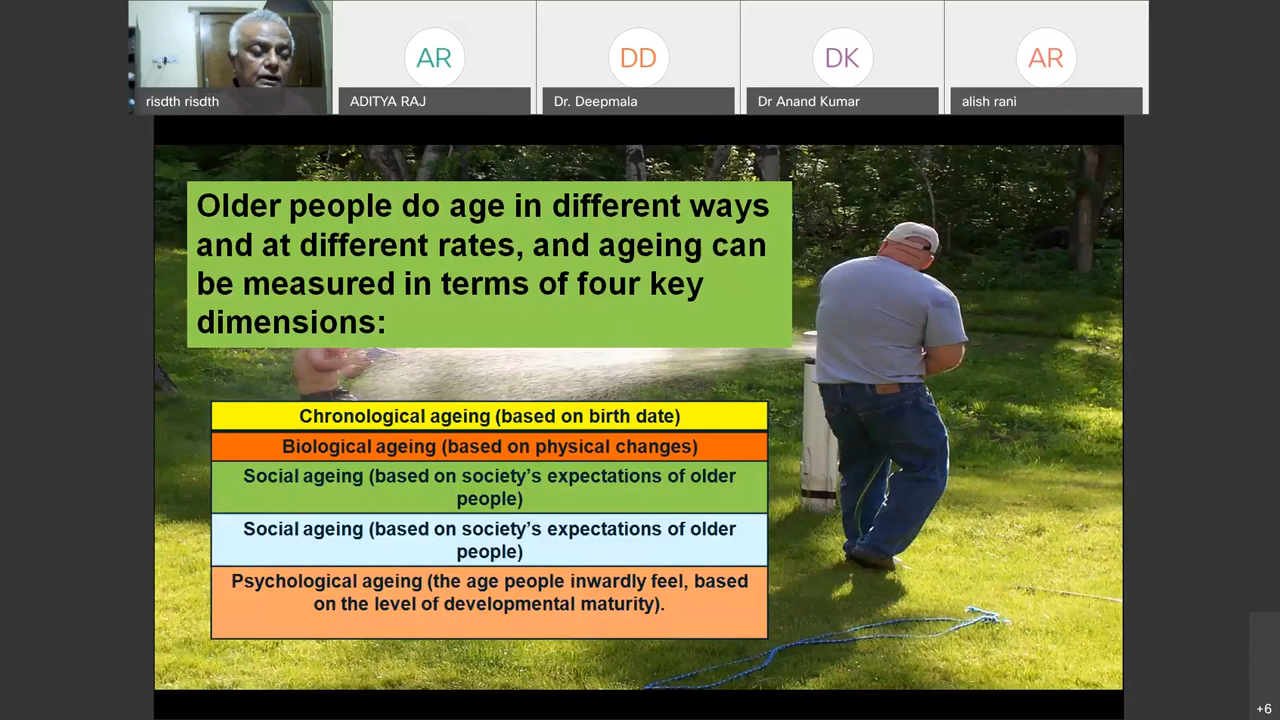 AR
DD
DK
AR
risdth risdth
ADITYA RAJ
Dr. Deepmala
Dr Anand Kumar
alish rani
Older people do age in different ways
and at different rates, and ageing can
be measured in terms of four key
dimensions:
Chronological ageing (based on birth date)
Biological ageing (based on physical changes)
Social ageing (based on society's expectations of older
people)
Social ageing (based on society's expectations of older
people)
Psychological ageing (the age people inwardly feel, based
on the level of developmental maturity).
+6